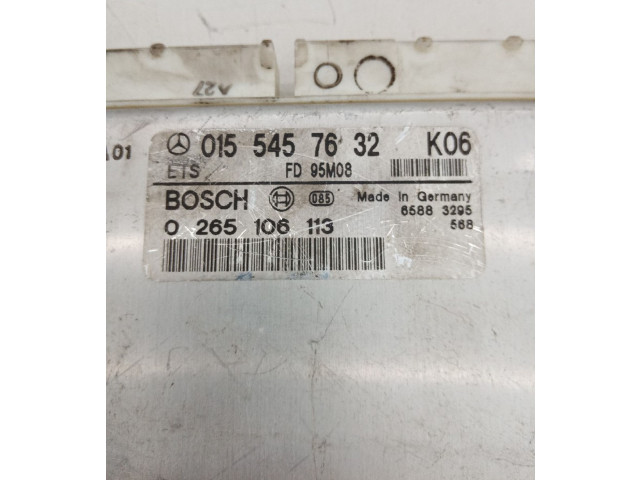 A27
A01
015 545 76 32 K06
ETS FD 95M08
BOSCH 085 Made in Germany
0 265 106 113 6588 3295
568